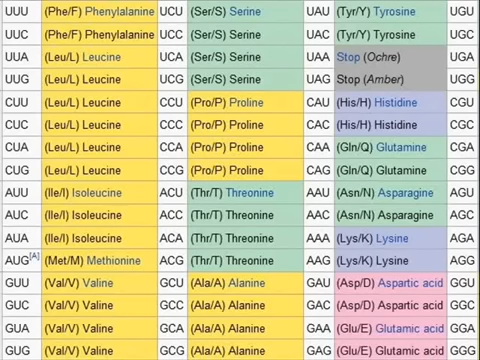 UUU (Phe/F) Phenylalanine UCU (Ser/S) Serine UAU (Tyr/Y) Tyrosine UGU
UUC (Phe/F) Phenylalanine UCC (Ser/S) Serine UAC (Tyr/Y) Tyrosine UGC
UUA (Leu/L) Leucine UCA (Ser/S) Serine UAA Stop (Ochre) UGA
UUG (Leu/L) Leucine UCG (Ser/S) Serine UAG Stop (Amber) UGG
CUU (Leu/L) Leucine CCU (Pro/P) Proline CAU (His/H) Histidine CGU
CUC (Leu/L) Leucine CCC (Pro/P) Proline CAC (His/H) Histidine CGC
CUA (Leu/L) Leucine CCA (Pro/P) Proline CAA (Gln/Q) Glutamine CGA
CUG (Leu/L) Leucine CCG (Pro/P) Proline CAG (Gln/Q) Glutamine CGG
AUU (Ile/I) Isoleucine ACU (Thr/T) Threonine AAU (Asn/N) Asparagine AGU
AUC (Ile/I) Isoleucine ACC (Thr/T) Threonine AAC (Asn/N) Asparagine AGC
AUA (Ile/I) Isoleucine ACA (Thr/T) Threonine AAA (Lys/K) Lysine AGA
AUG[A] (Met/M) Methionine ACG (Thr/T) Threonine AAG (Lys/K) Lysine AGG
GUU (Val/V) Valine GCU (Ala/A) Alanine GAU (Asp/D) Aspartic acid GGU
GUC (Val/V) Valine GCC (Ala/A) Alanine GAC (Asp/D) Aspartic acid GGC
GUA (Val/V) Valine GCA (Ala/A) Alanine GAA (Glu/E) Glutamic acid GGA
GUG (Val/V) Valine GCG (Ala/A) Alanine GAG (Glu/E) Glutamic acid GGG